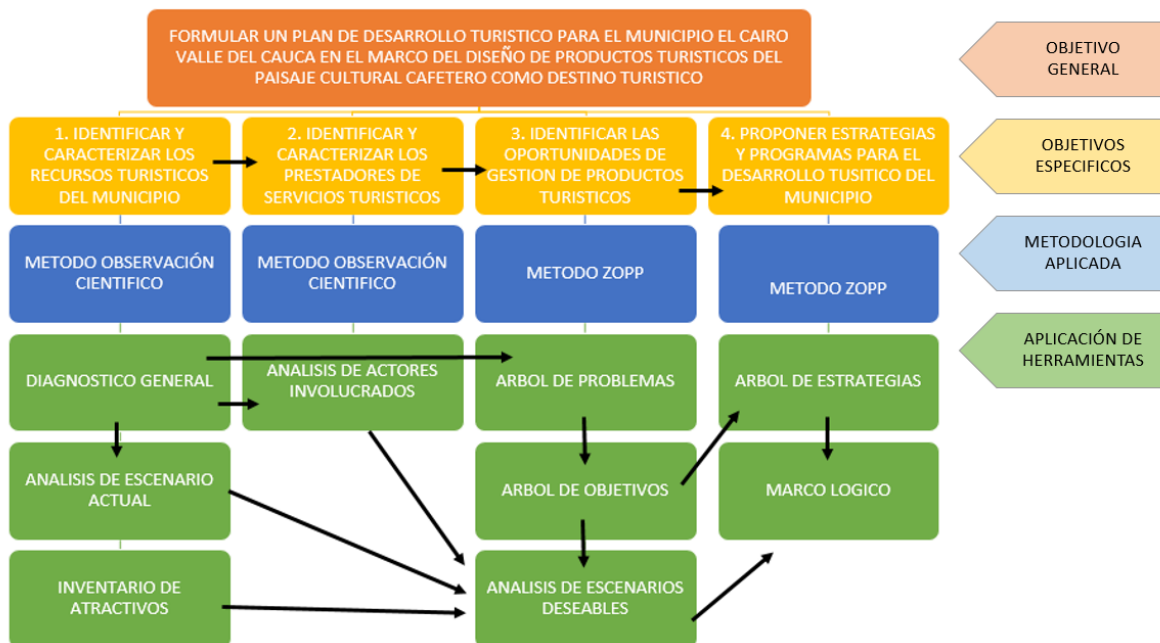 FORMULAR UN PLAN DE DESARROLLO TURISTICO PARA EL MUNICIPIO EL CAIRO
VALLE DEL CAUCA EN EL MARCO DEL DISEÑO DE PRODUCTOS TURISTICOS DEL
PAISAJE CULTURAL CAFETERO COMO DESTINO TURISTICO
OBJETIVO
GENERAL
1. IDENTIFICAR Y
CARACTERIZAR LOS
RECURSOS TURISTICOS
DEL MUNICIPIO
2. IDENTIFICAR Y
CARACTERIZAR LOS
PRESTADORES DE
SERVICIOS TURISTICOS
3. IDENTIFICAR LAS
OPORTUNIDADES DE
GESTION DE PRODUCTOS
TURISTICOS
4. PROPONER ESTRATEGIAS
Y PROGRAMAS PARA EL
DESARROLLO TUSITICO DEL
MUNICIPIO
OBJETIVOS
ESPECIFICOS
METODO OBSERVACIÓN
CIENTIFICO
METODO OBSERVACIÓN
CIENTIFICO
METODO ZOPP
METODO ZOPP
METODOLOGIA
APLICADA
DIAGNOSTICO GENERAL
ANALISIS DE ACTORES
INVOLUCRADOS
ARBOL DE PROBLEMAS
ARBOL DE ESTRATEGIAS
APLICACIÓN DE
HERRAMIENTAS
ANALISIS DE ESCENARIO
ACTUAL
ARBOL DE OBJETIVOS
MARCO LOGICO
INVENTARIO DE
ATRACTIVOS
ANALISIS DE ESCENARIOS
DESEABLES